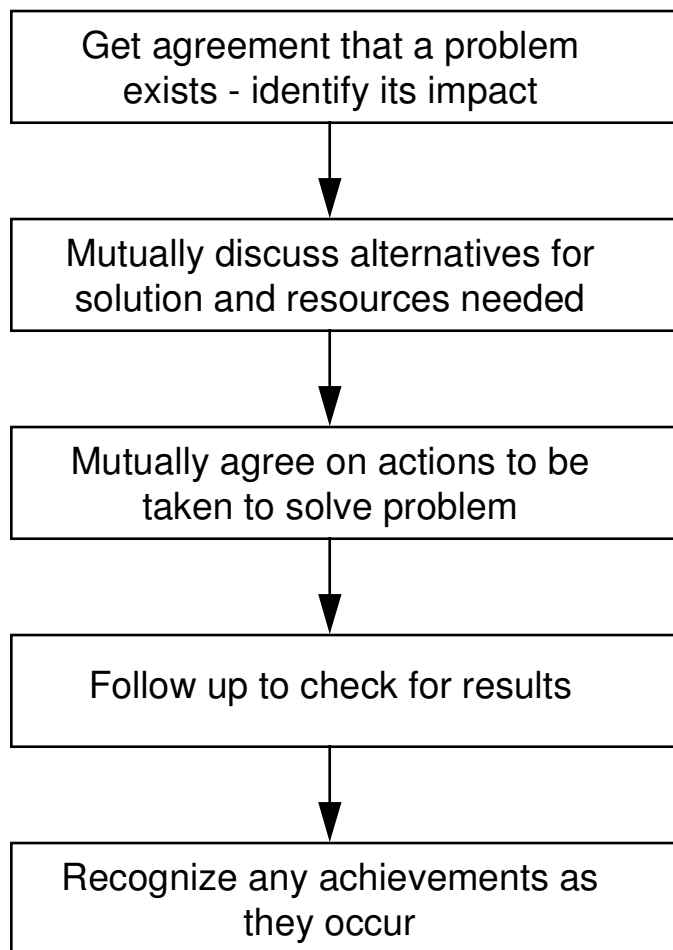 Get agreement that a problem
exists - identify its impact
Mutually discuss alternatives for
solution and resources needed
Mutually agree on actions to be
taken to solve problem
Follow up to check for results
Recognize any achievements as
they occur